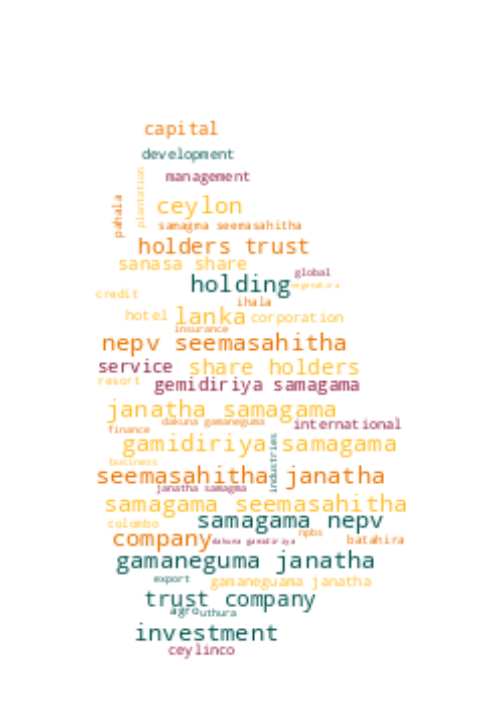 capital
development
management
plantation
pahala
ceylon
samagma seemasahitha
holders trust
sanasa share
global
holding
credit
ihala
hotel
lanka
corporation
insurance
nepv seemasahitha
service
share holders
resort
gemidiriya samagama
janatha samagama
dakuna gamaneguma
finance
international
gamidiriya samagama
industries
business
seemasahitha janatha
janatha samagma
samagama seemasahitha
colombo
samagama nepv
npbs
company
dakuna gamidiriya
batahira
gamaneguma janatha
export
gamaneguama janatha
trust company
agro
uthura
investment
ceylinco